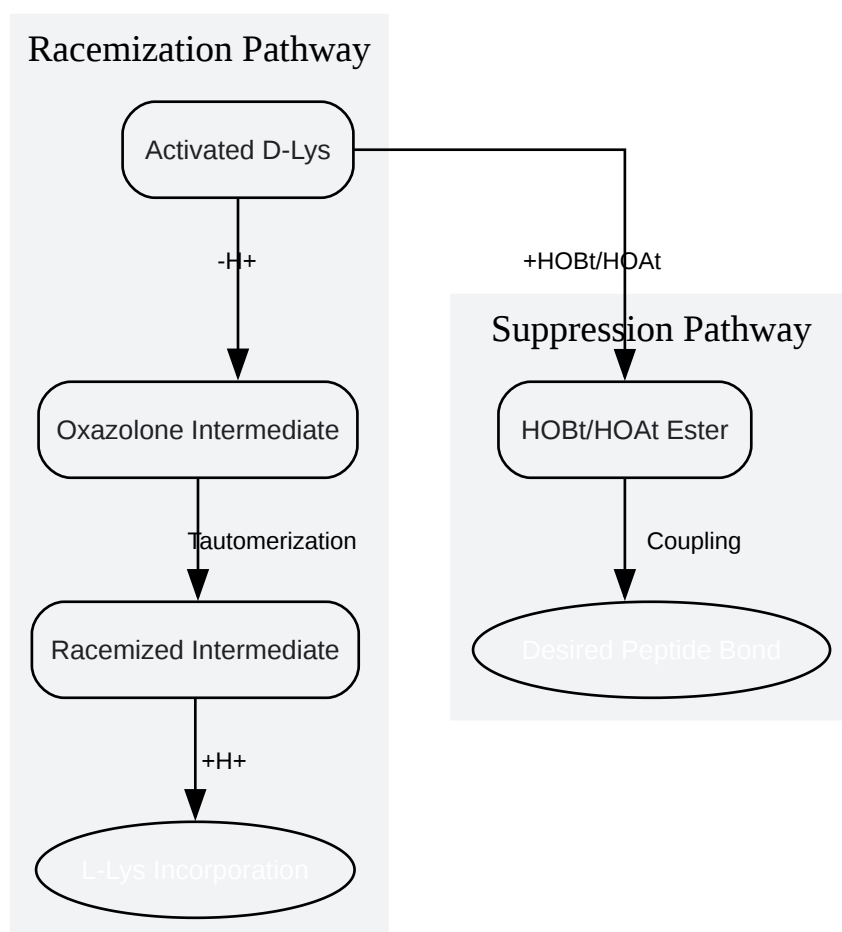 Racemization Pathway
Activated D-Lys
-H+
+HOBt/HOAt
Suppression Pathway
Oxazolone Intermediate
HOBt/HOAt Ester
Tautomerization
Coupling
Racemized Intermediate
Desired Peptide Bond
+H+
L-Lys Incorporation